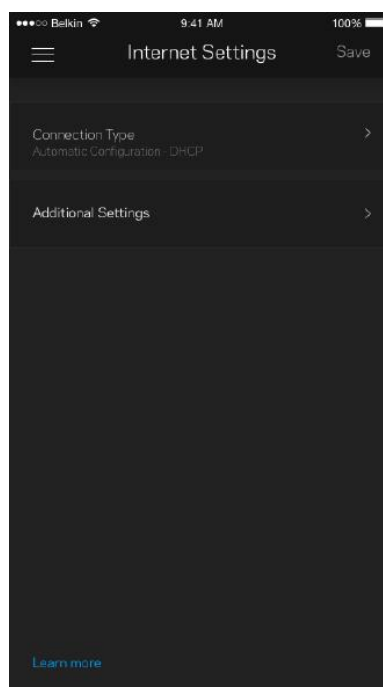 Belkin 9:41 AM 100%
Internet Settings Save
Connection Type >
Automatic Configuration - DHCP
Additional Settings >
Learn more